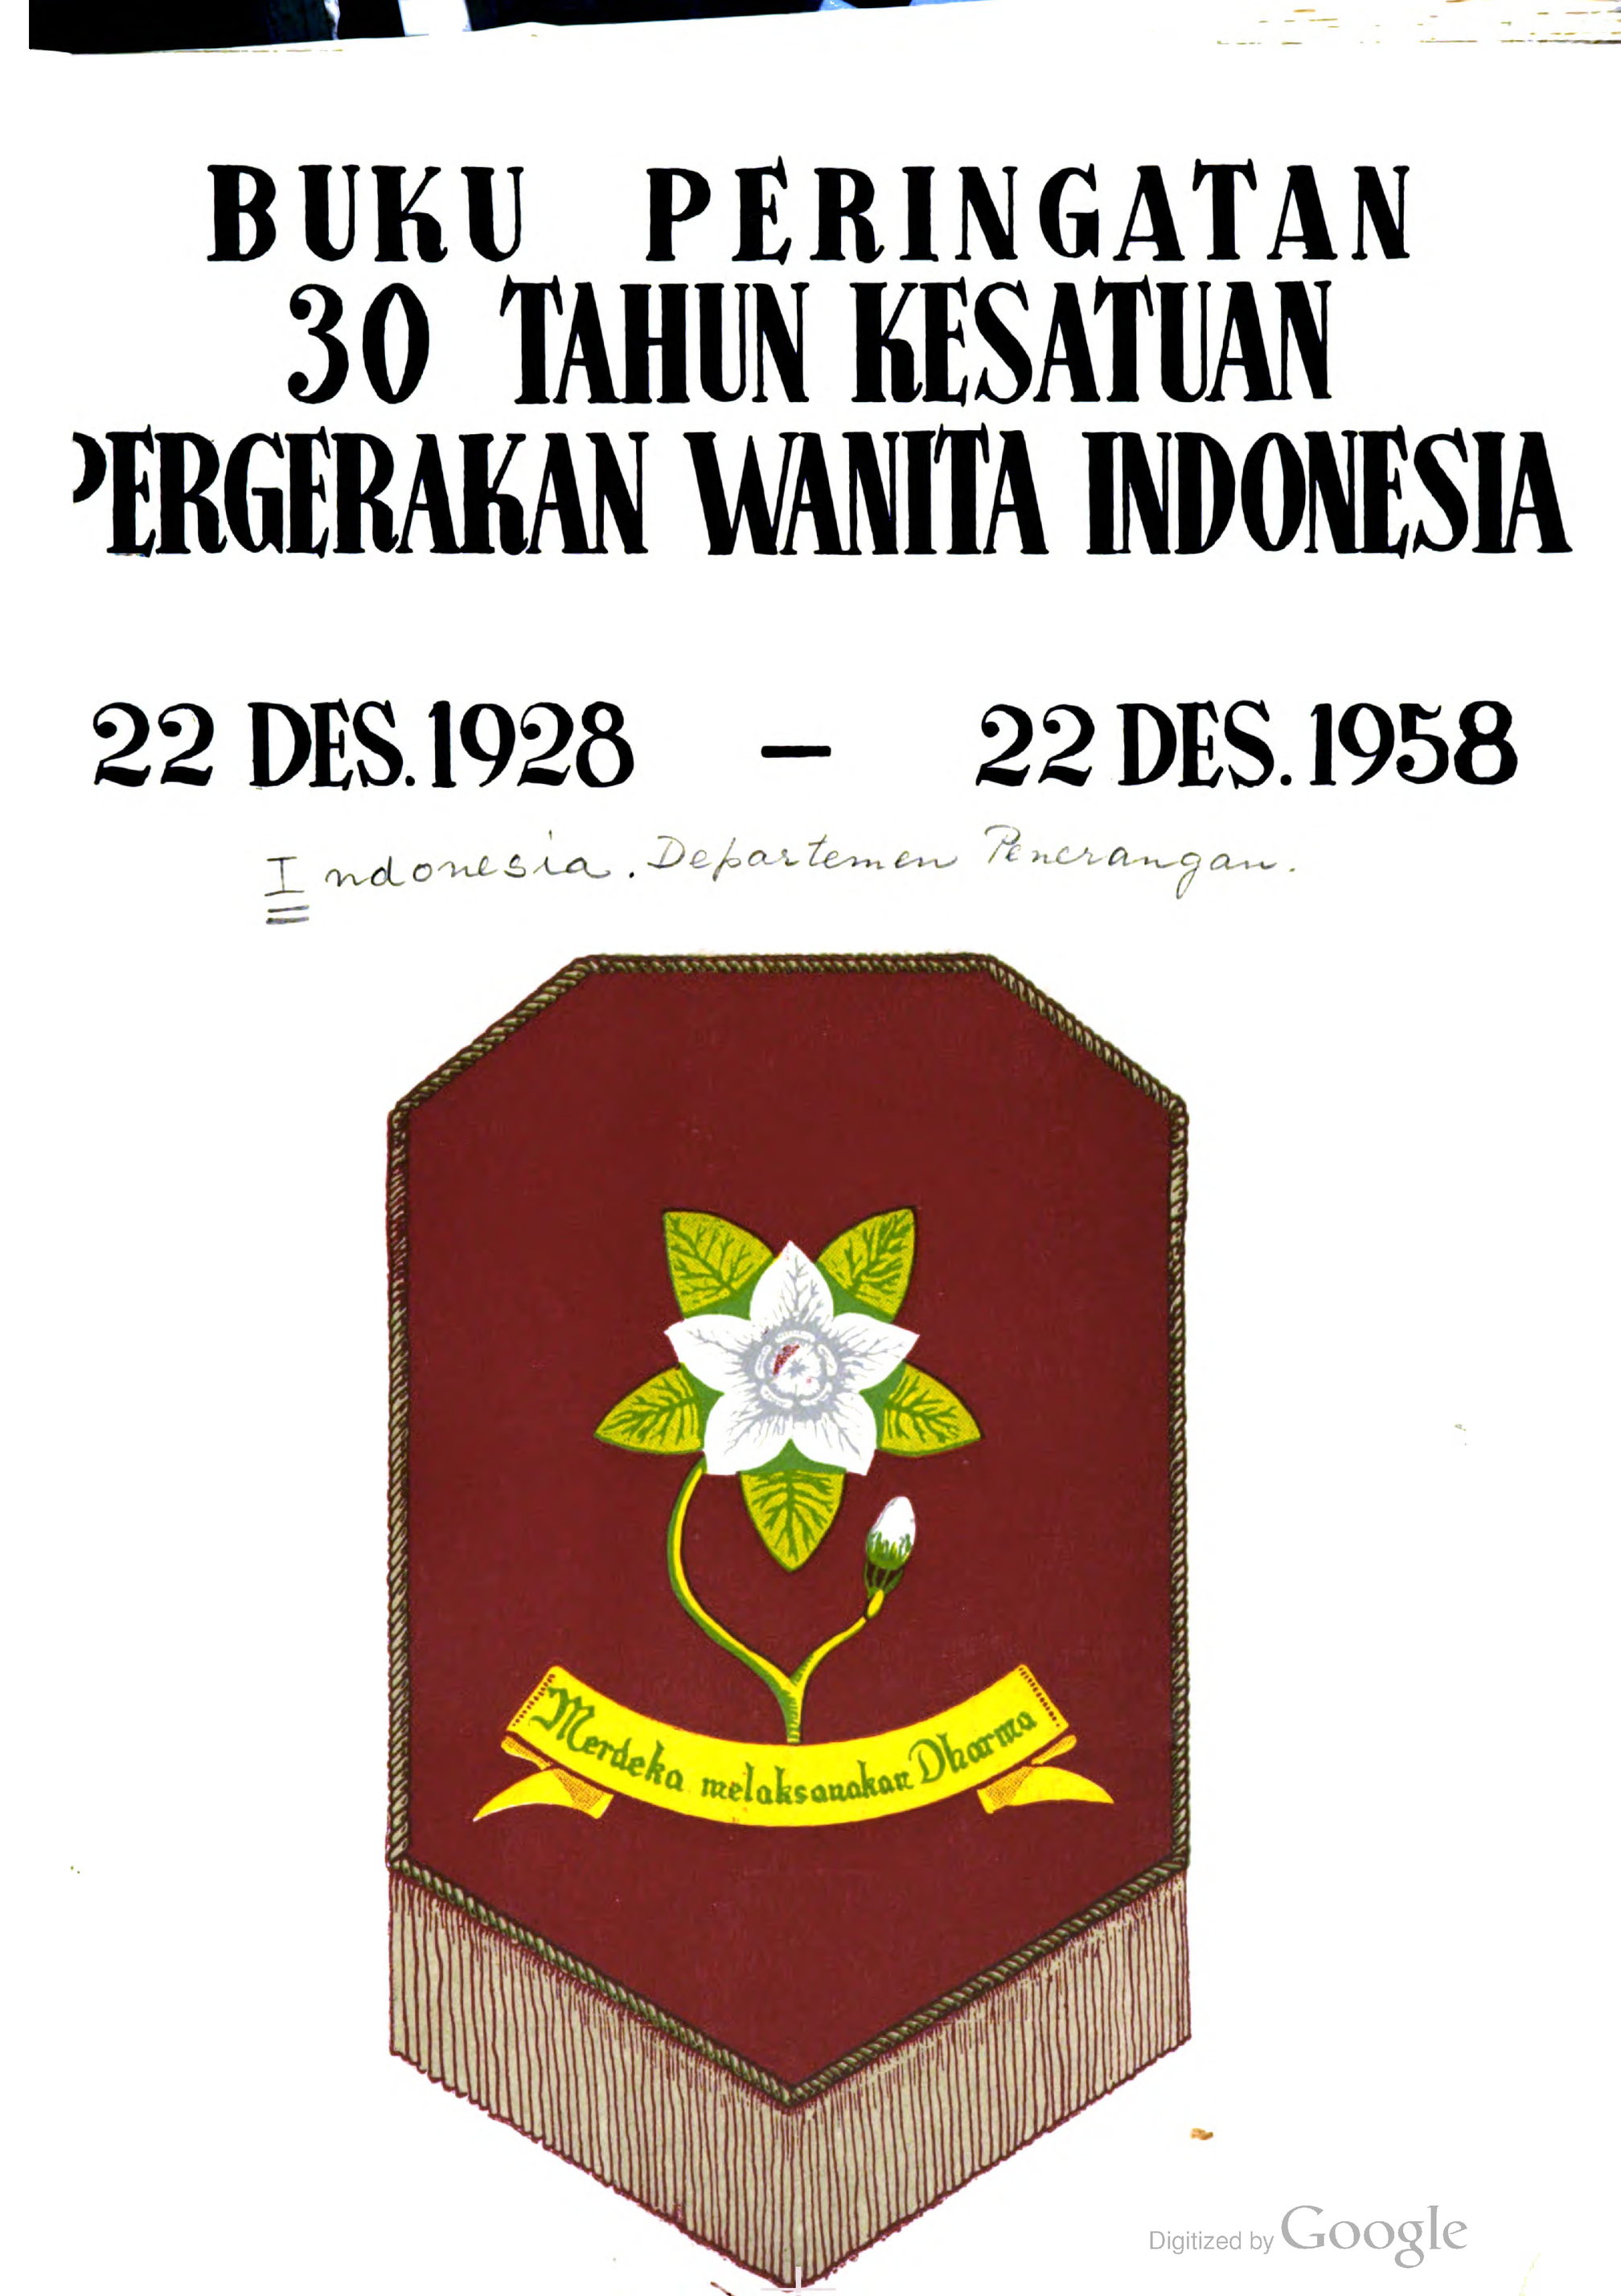 BUKU PERINGATAN
30 TAHUN KESATUAN
PERGERAKAN WANITA INDONESIA
22 DES. 1928 — 22 DES. 1958
Indonesia. Departemen Penerangan.
Merdeka melaksanakan Dharma
Digitized by Google